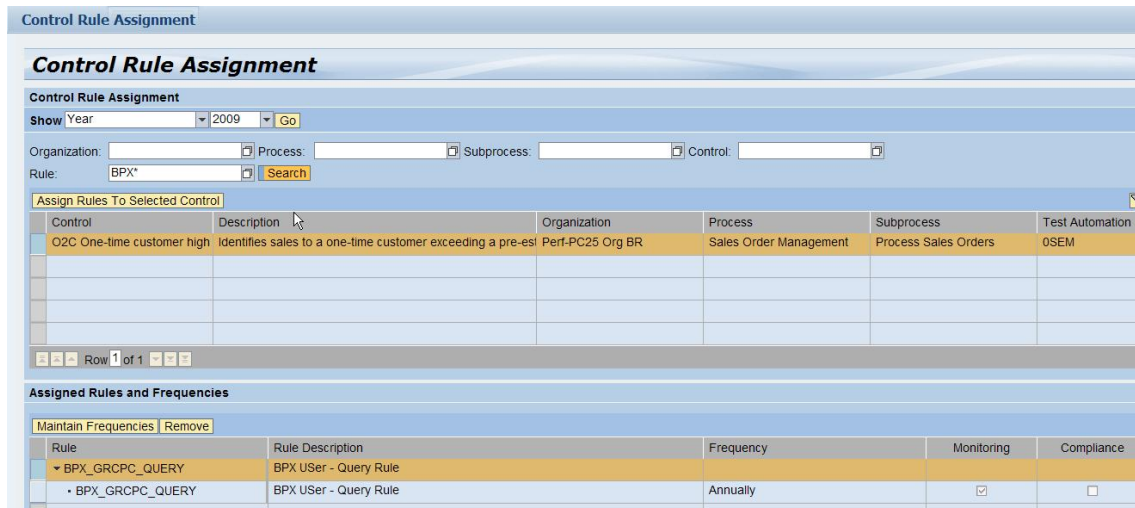 Control Rule Assignment
Control Rule Assignment
Control Rule Assignment
Show Year 2009 Go
Organization: Process: Subprocess: Control:
Rule: BPX* Search
Assign Rules To Selected Control
Control Description Organization Process Subprocess Test Automation
O2C One-time customer high Identifies sales to a one-time customer exceeding a pre-est Perf-PC25 Org BR Sales Order Management Process Sales Orders 0SEM
Row 1 of 1
Assigned Rules and Frequencies
Maintain Frequencies Remove
Rule Rule Description Frequency Monitoring Compliance
BPX_GRCPC_QUERY BPX USer - Query Rule
BPX_GRCPC_QUERY BPX USer - Query Rule Annually